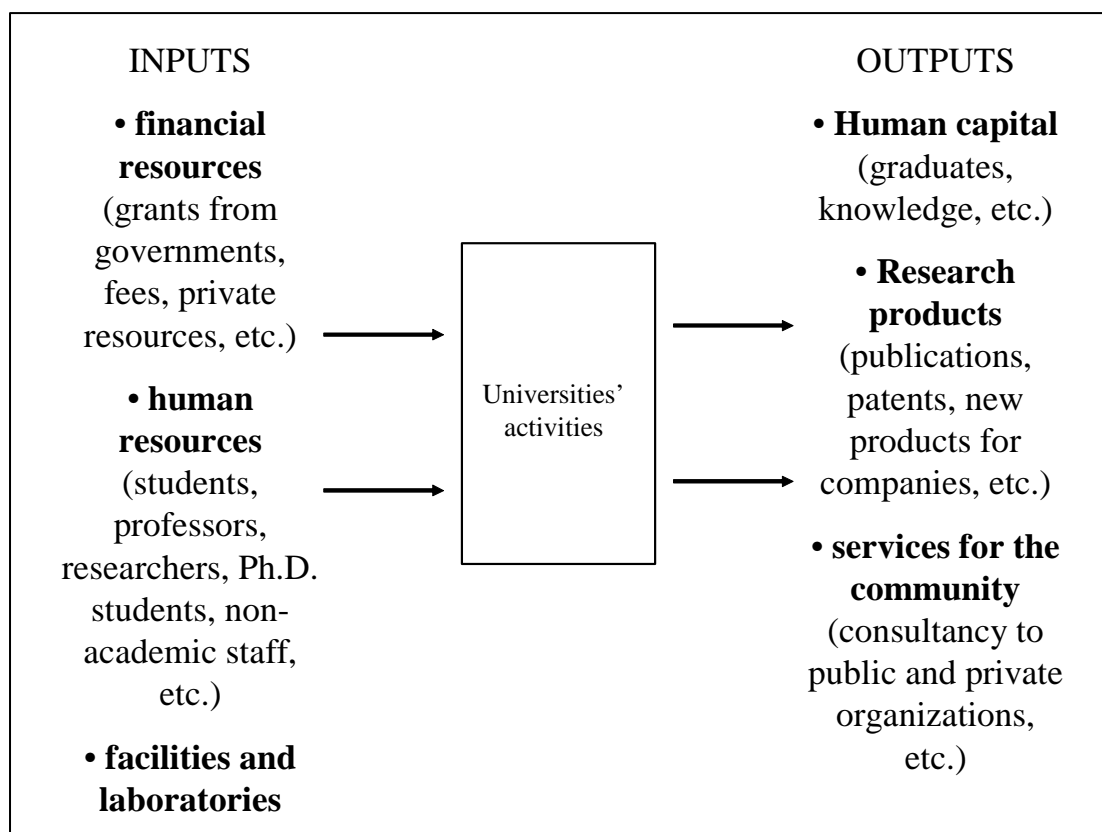 INPUTS
• financial
resources
(grants from
governments,
fees, private
resources, etc.)
• human
resources
(students,
professors,
researchers, Ph.D.
students, non-
academic staff,
etc.)
• facilities and
laboratories
Universities’
activities
OUTPUTS
• Human capital
(graduates,
knowledge, etc.)
• Research
products
(publications,
patents, new
products for
companies, etc.)
• services for the
community
(consultancy to
public and private
organizations,
etc.)